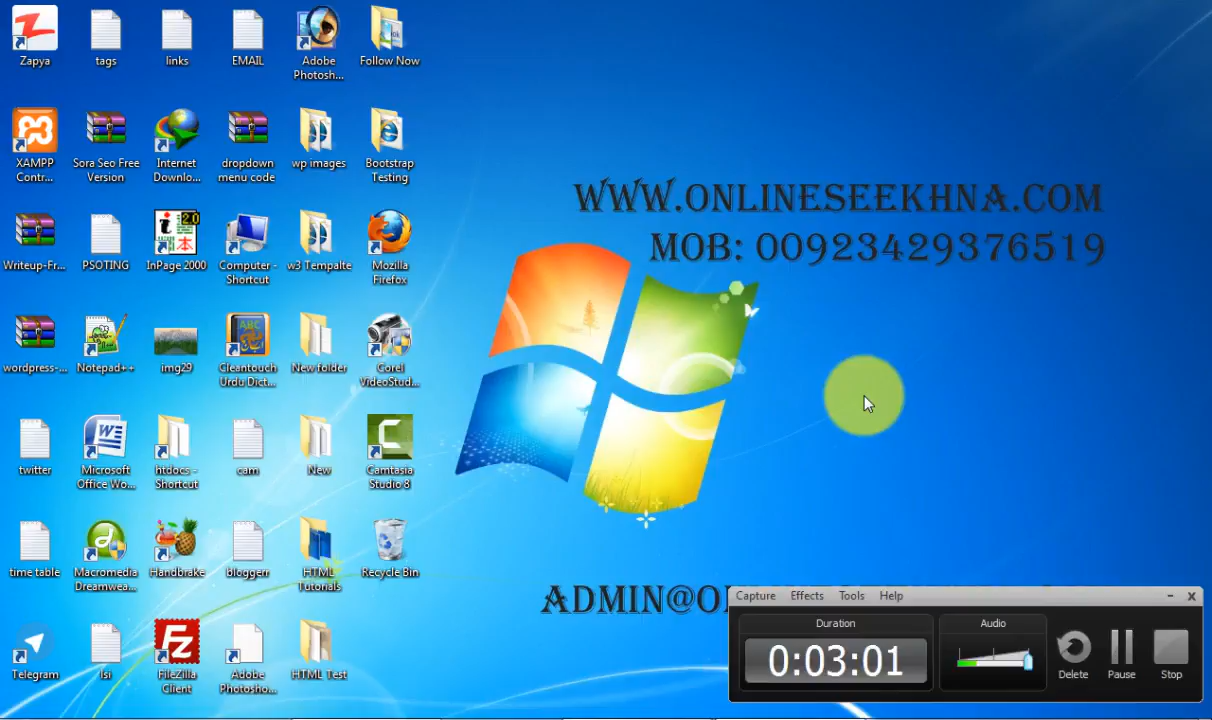 Zapya
tags
links
EMAIL
Adobe
Photosh...
Follow Now
XAMPP
Contr...
Sora Seo Free
Version
Internet
Downlo...
dropdown
menu code
wp images
Bootstrap
Testing
Writeup-Fr...
PSOTING
InPage 2000
Computer -
Shortcut
w3 Tempalte
Mozilla
Firefox
wordpress-...
Notepad++
img29
Cleantouch
Urdu Dict...
New folder
Corel
VideoStud...
twitter
Microsoft
Office Wo...
htdocs -
Shortcut
cam
New
Camtasia
Studio 8
time table
Macromedia
Dreamwea...
Handbrake
bloggerr
HTML
Tutorials
Recycle Bin
Telegram
lsi
FileZilla
Client
Adobe
Photosho...
HTML Test
WWW.ONLINESEEKHNA.COM
MOB: 00923429376519
ADMIN@O
Capture Effects Tools Help
Duration
0:03:01
Audio
Delete
Pause
Stop